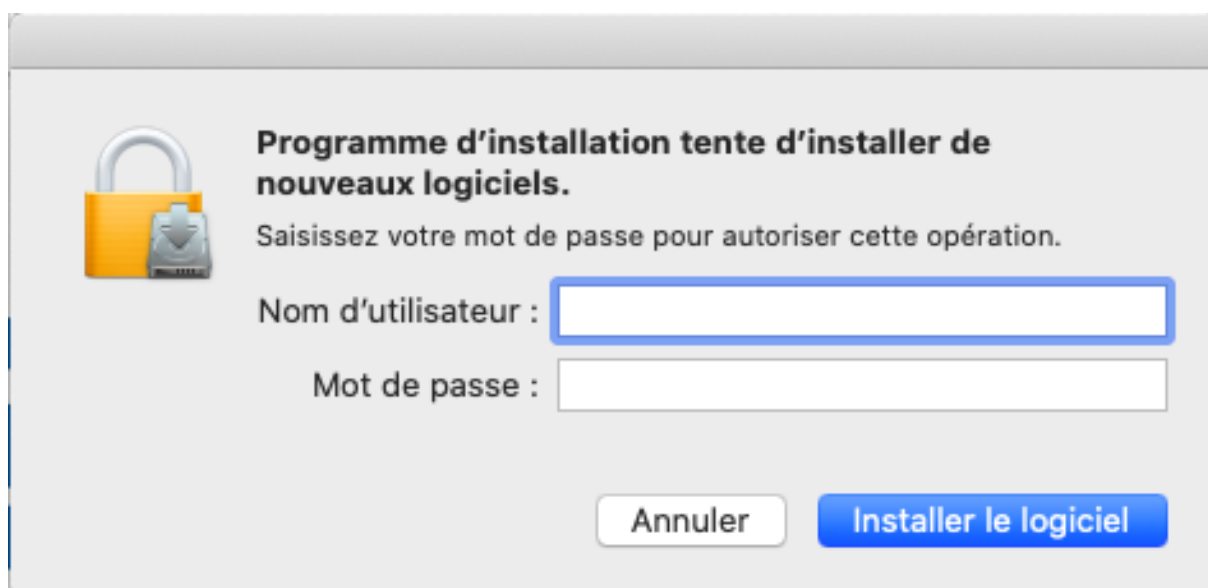 Programme d’installation tente d’installer de
nouveaux logiciels.
Saisissez votre mot de passe pour autoriser cette opération.
Nom d’utilisateur :
Mot de passe :
Annuler
Installer le logiciel